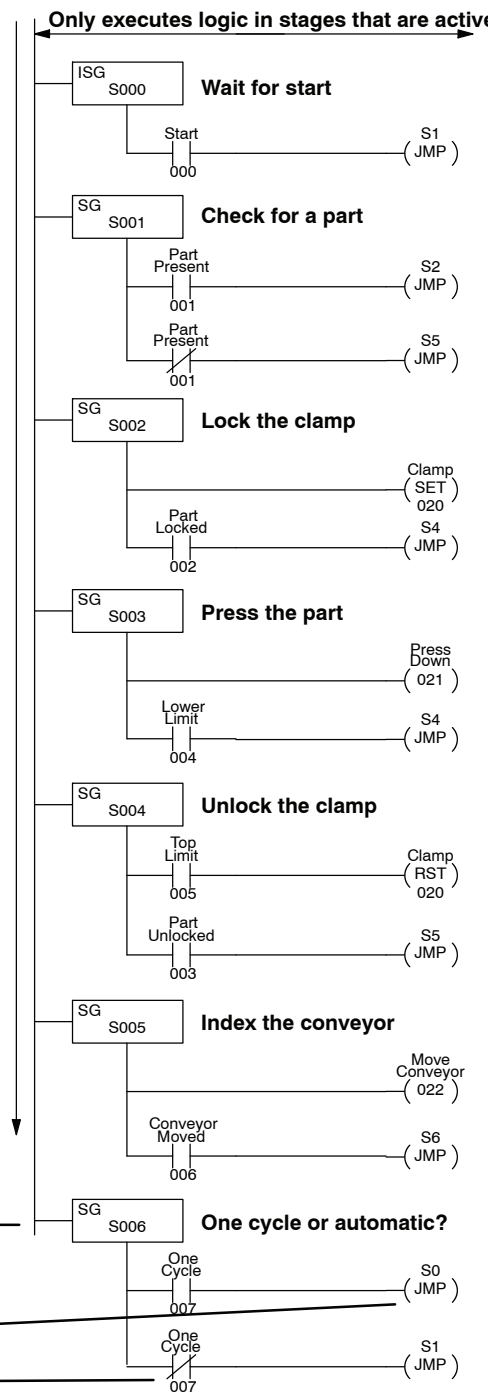 Only executes logic in stages that are active
ISG
S000
Wait for start
Start
000
S1
JMP
SG
S001
Check for a part
Part
Present
001
S2
JMP
Part
Present
001
S5
JMP
SG
S002
Lock the clamp
Clamp
SET
020
Part
Locked
002
S4
JMP
SG
S003
Press the part
Press
Down
021
Lower
Limit
004
S4
JMP
SG
S004
Unlock the clamp
Top
Limit
005
Clamp
RST
020
Part
Unlocked
003
S5
JMP
SG
S005
Index the conveyor
Move
Conveyor
022
Conveyor
Moved
006
S6
JMP
SG
S006
One cycle or automatic?
One
Cycle
007
S0
JMP
One
Cycle
007
S1
JMP